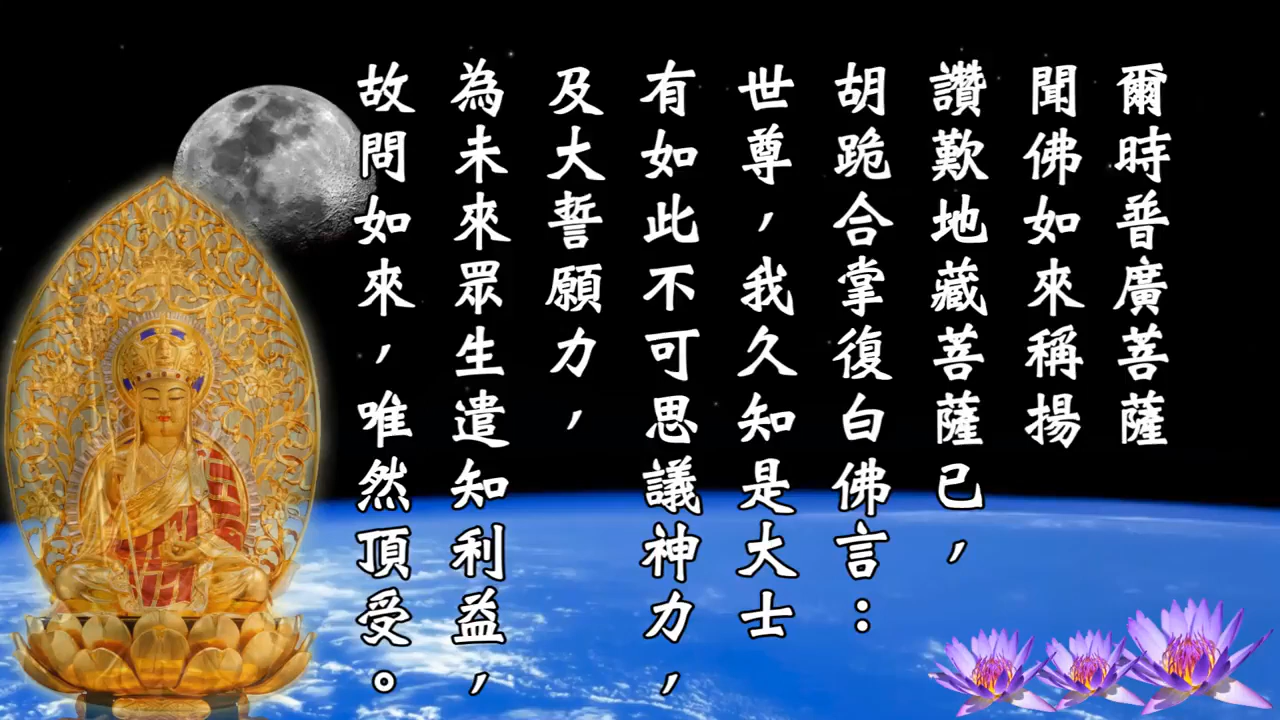 爾時普廣菩薩
聞佛如來稱揚
讚歎地藏菩薩已，
胡跪合掌復白佛言：
世尊，我久知是大士
有如此不可思議神力，
及大誓願力，
為未來眾生遣知利益，
故問如來，唯然頂受。